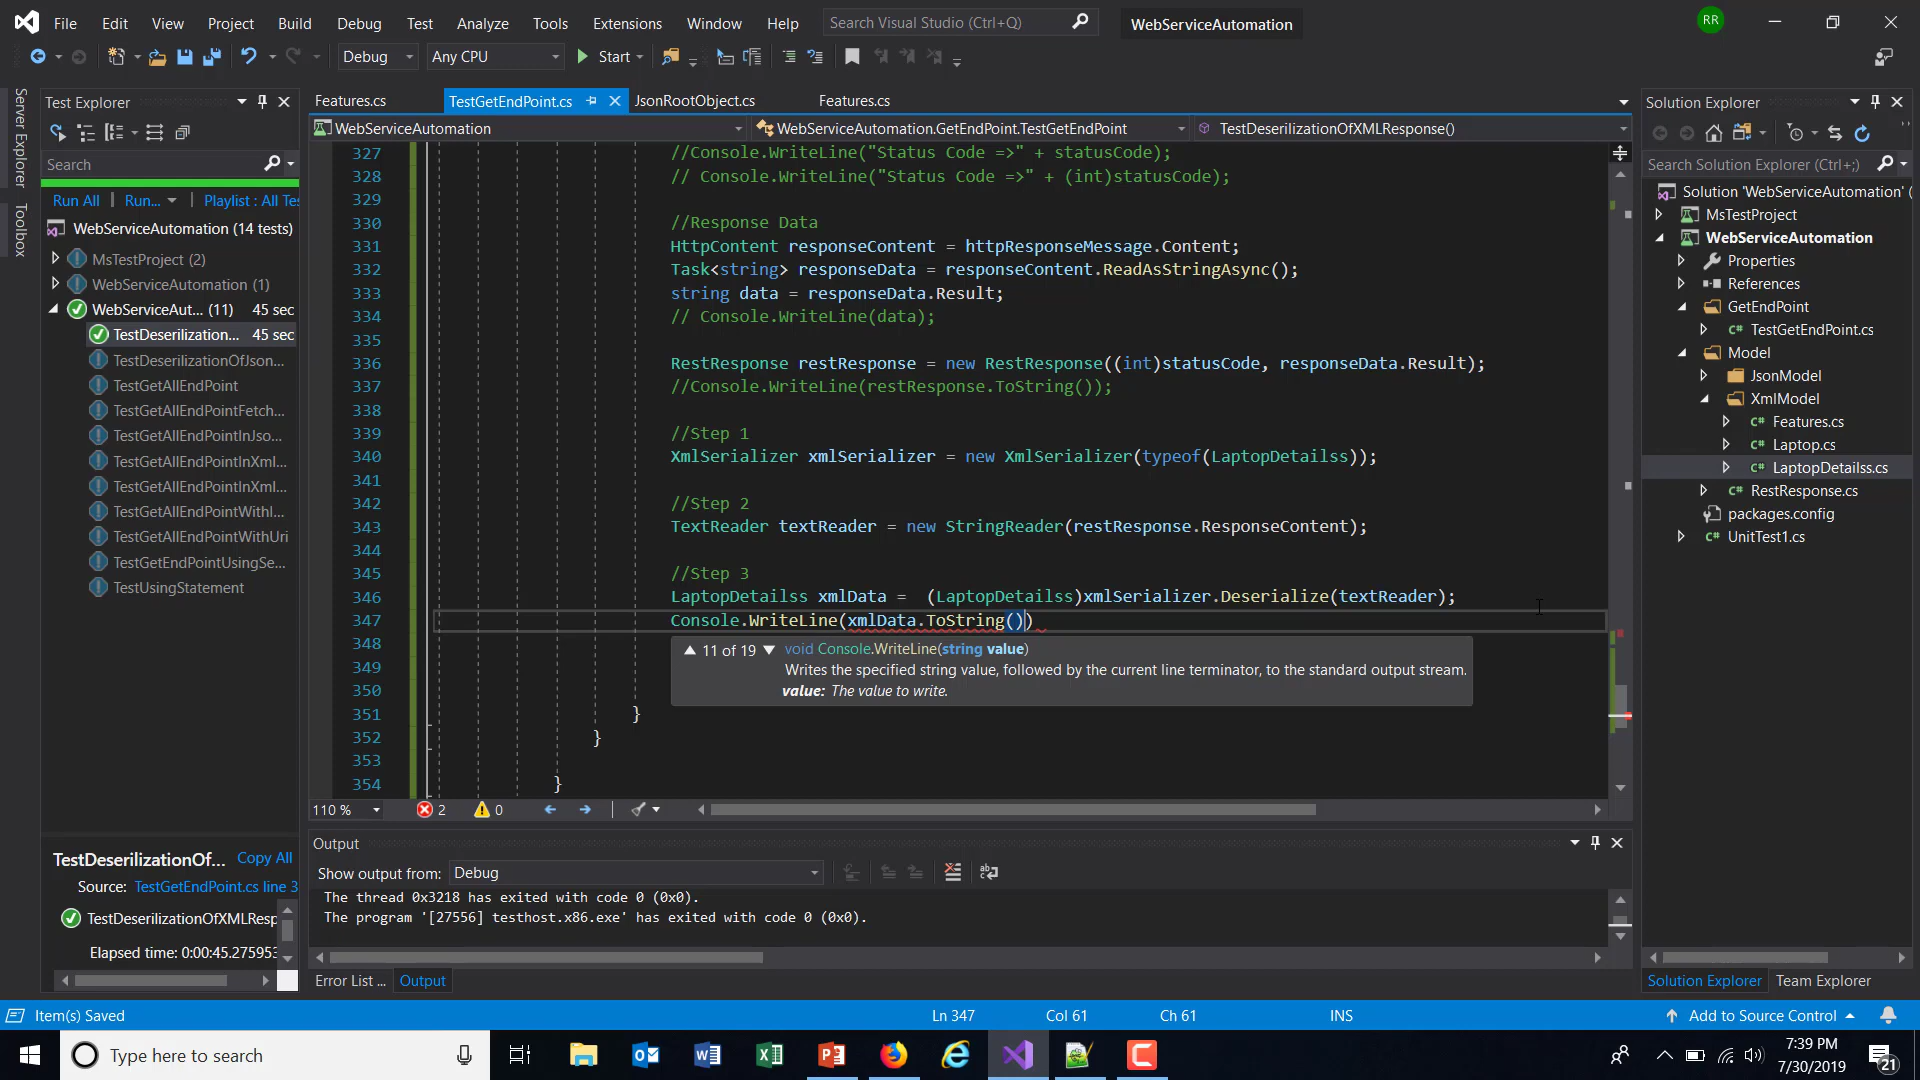 File Edit View Project Build Debug Test Analyze Tools Extensions Window Help Search Visual Studio (Ctrl+Q) WebServiceAutomation RR
Debug Any CPU Start
Server Explorer
Toolbox
Test Explorer
Search
Run All Run... Playlist : All Te
WebServiceAutomation (14 tests)
MsTestProject (2)
WebServiceAutomation (1)
WebServiceAut... (11) 45 sec
TestDeserilization... 45 sec
TestDeserilizationOfJson...
TestGetAllEndPoint
TestGetAllEndPointFetch...
TestGetAllEndPointInJso...
TestGetAllEndPointInXml...
TestGetAllEndPointInXml...
TestGetAllEndPointWithI...
TestGetAllEndPointWithUri
TestGetEndPointUsingSe...
TestUsingStatement
TestDeserilizationOf... Copy All
Source: TestGetEndPoint.cs line 3
TestDeserilizationOfXMLResp
Elapsed time: 0:00:45.275953
Features.cs TestGetEndPoint.cs JsonRootObject.cs Features.cs
WebServiceAutomation WebServiceAutomation.GetEndPoint.TestGetEndPoint TestDeserilizationOfXMLResponse()
327 //Console.WriteLine("Status Code =>" + statusCode);
328 // Console.WriteLine("Status Code =>" + (int)statusCode);
329
330 //Response Data
331 HttpContent responseContent = httpResponseMessage.Content;
332 Task<string> responseData = responseContent.ReadAsStringAsync();
333 string data = responseData.Result;
334 // Console.WriteLine(data);
335
336 RestResponse restResponse = new RestResponse((int)statusCode, responseData.Result);
337 //Console.WriteLine(restResponse.ToString());
338
339 //Step 1
340 XmlSerializer xmlSerializer = new XmlSerializer(typeof(LaptopDetailss));
341
342 //Step 2
343 TextReader textReader = new StringReader(restResponse.ResponseContent);
344
345 //Step 3
346 LaptopDetailss xmlData = (LaptopDetailss)xmlSerializer.Deserialize(textReader);
347 Console.WriteLine(xmlData.ToString())
348 ▲ 11 of 19 ▼ void Console.WriteLine(string value)
349 Writes the specified string value, followed by the current line terminator, to the standard output stream.
350 value: The value to write.
351 }
352 }
353
354 }
110 % 2 0
Output
Show output from: Debug
The thread 0x3218 has exited with code 0 (0x0).
The program '[27556] testhost.x86.exe' has exited with code 0 (0x0).
Error List ... Output
Solution Explorer
Search Solution Explorer (Ctrl+;)
Solution 'WebServiceAutomation' (
MsTestProject
WebServiceAutomation
Properties
References
GetEndPoint
TestGetEndPoint.cs
Model
JsonModel
XmlModel
Features.cs
Laptop.cs
LaptopDetailss.cs
RestResponse.cs
packages.config
UnitTest1.cs
Solution Explorer Team Explorer
Item(s) Saved Ln 347 Col 61 Ch 61 INS Add to Source Control
Type here to search
7:39 PM
7/30/2019
21